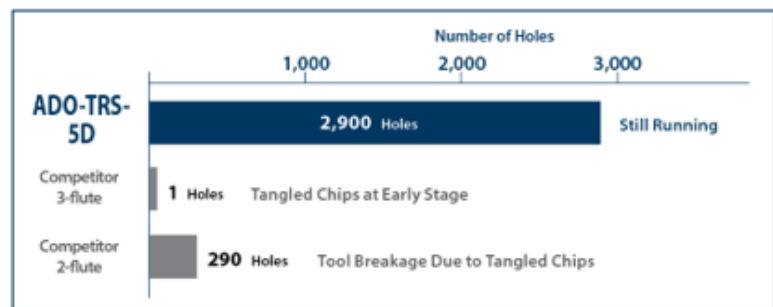 Number of Holes
1,000 2,000 3,000
ADO-TRS-
5D
2,900 Holes Still Running
Competitor
3-flute
1 Holes Tangled Chips at Early Stage
Competitor
2-flute
290 Holes Tool Breakage Due to Tangled Chips